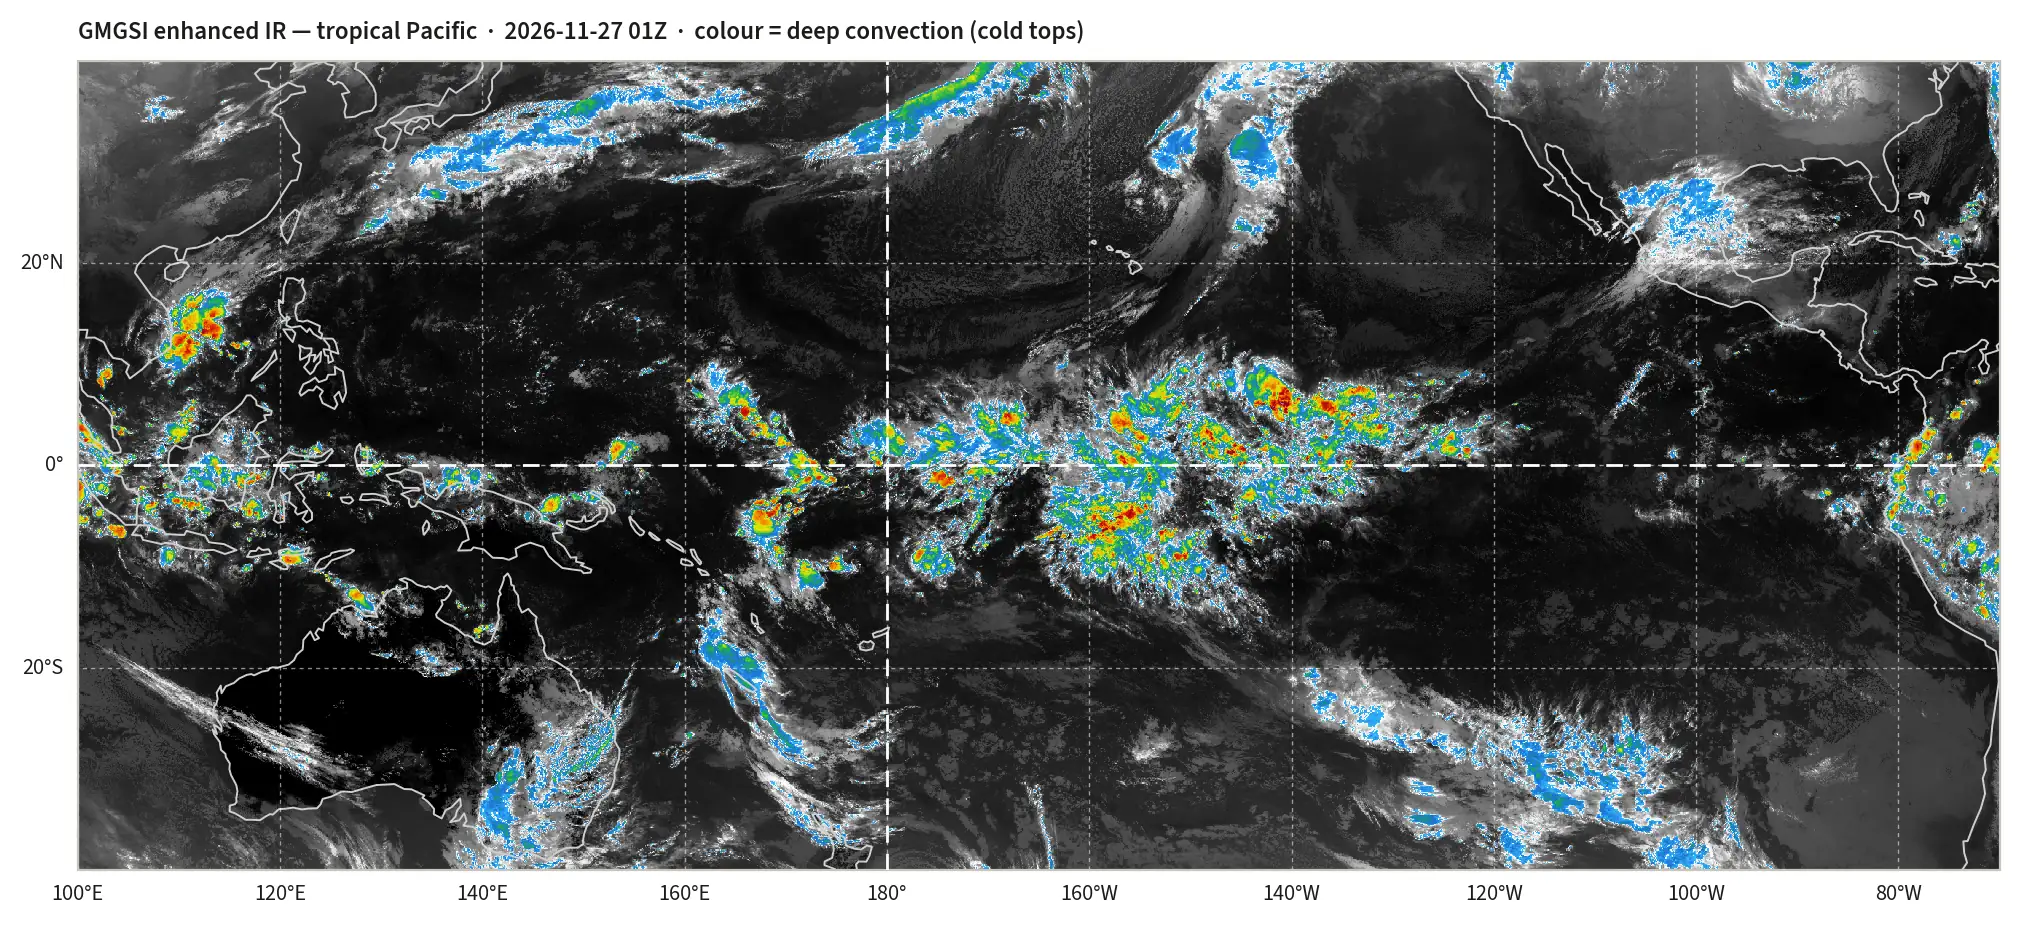 GMGSI enhanced IR — tropical Pacific · 2026-11-27 01Z · colour = deep convection (cold tops)
20°N
0°
20°S
100°E 120°E 140°E 160°E 180° 160°W 140°W 120°W 100°W 80°W